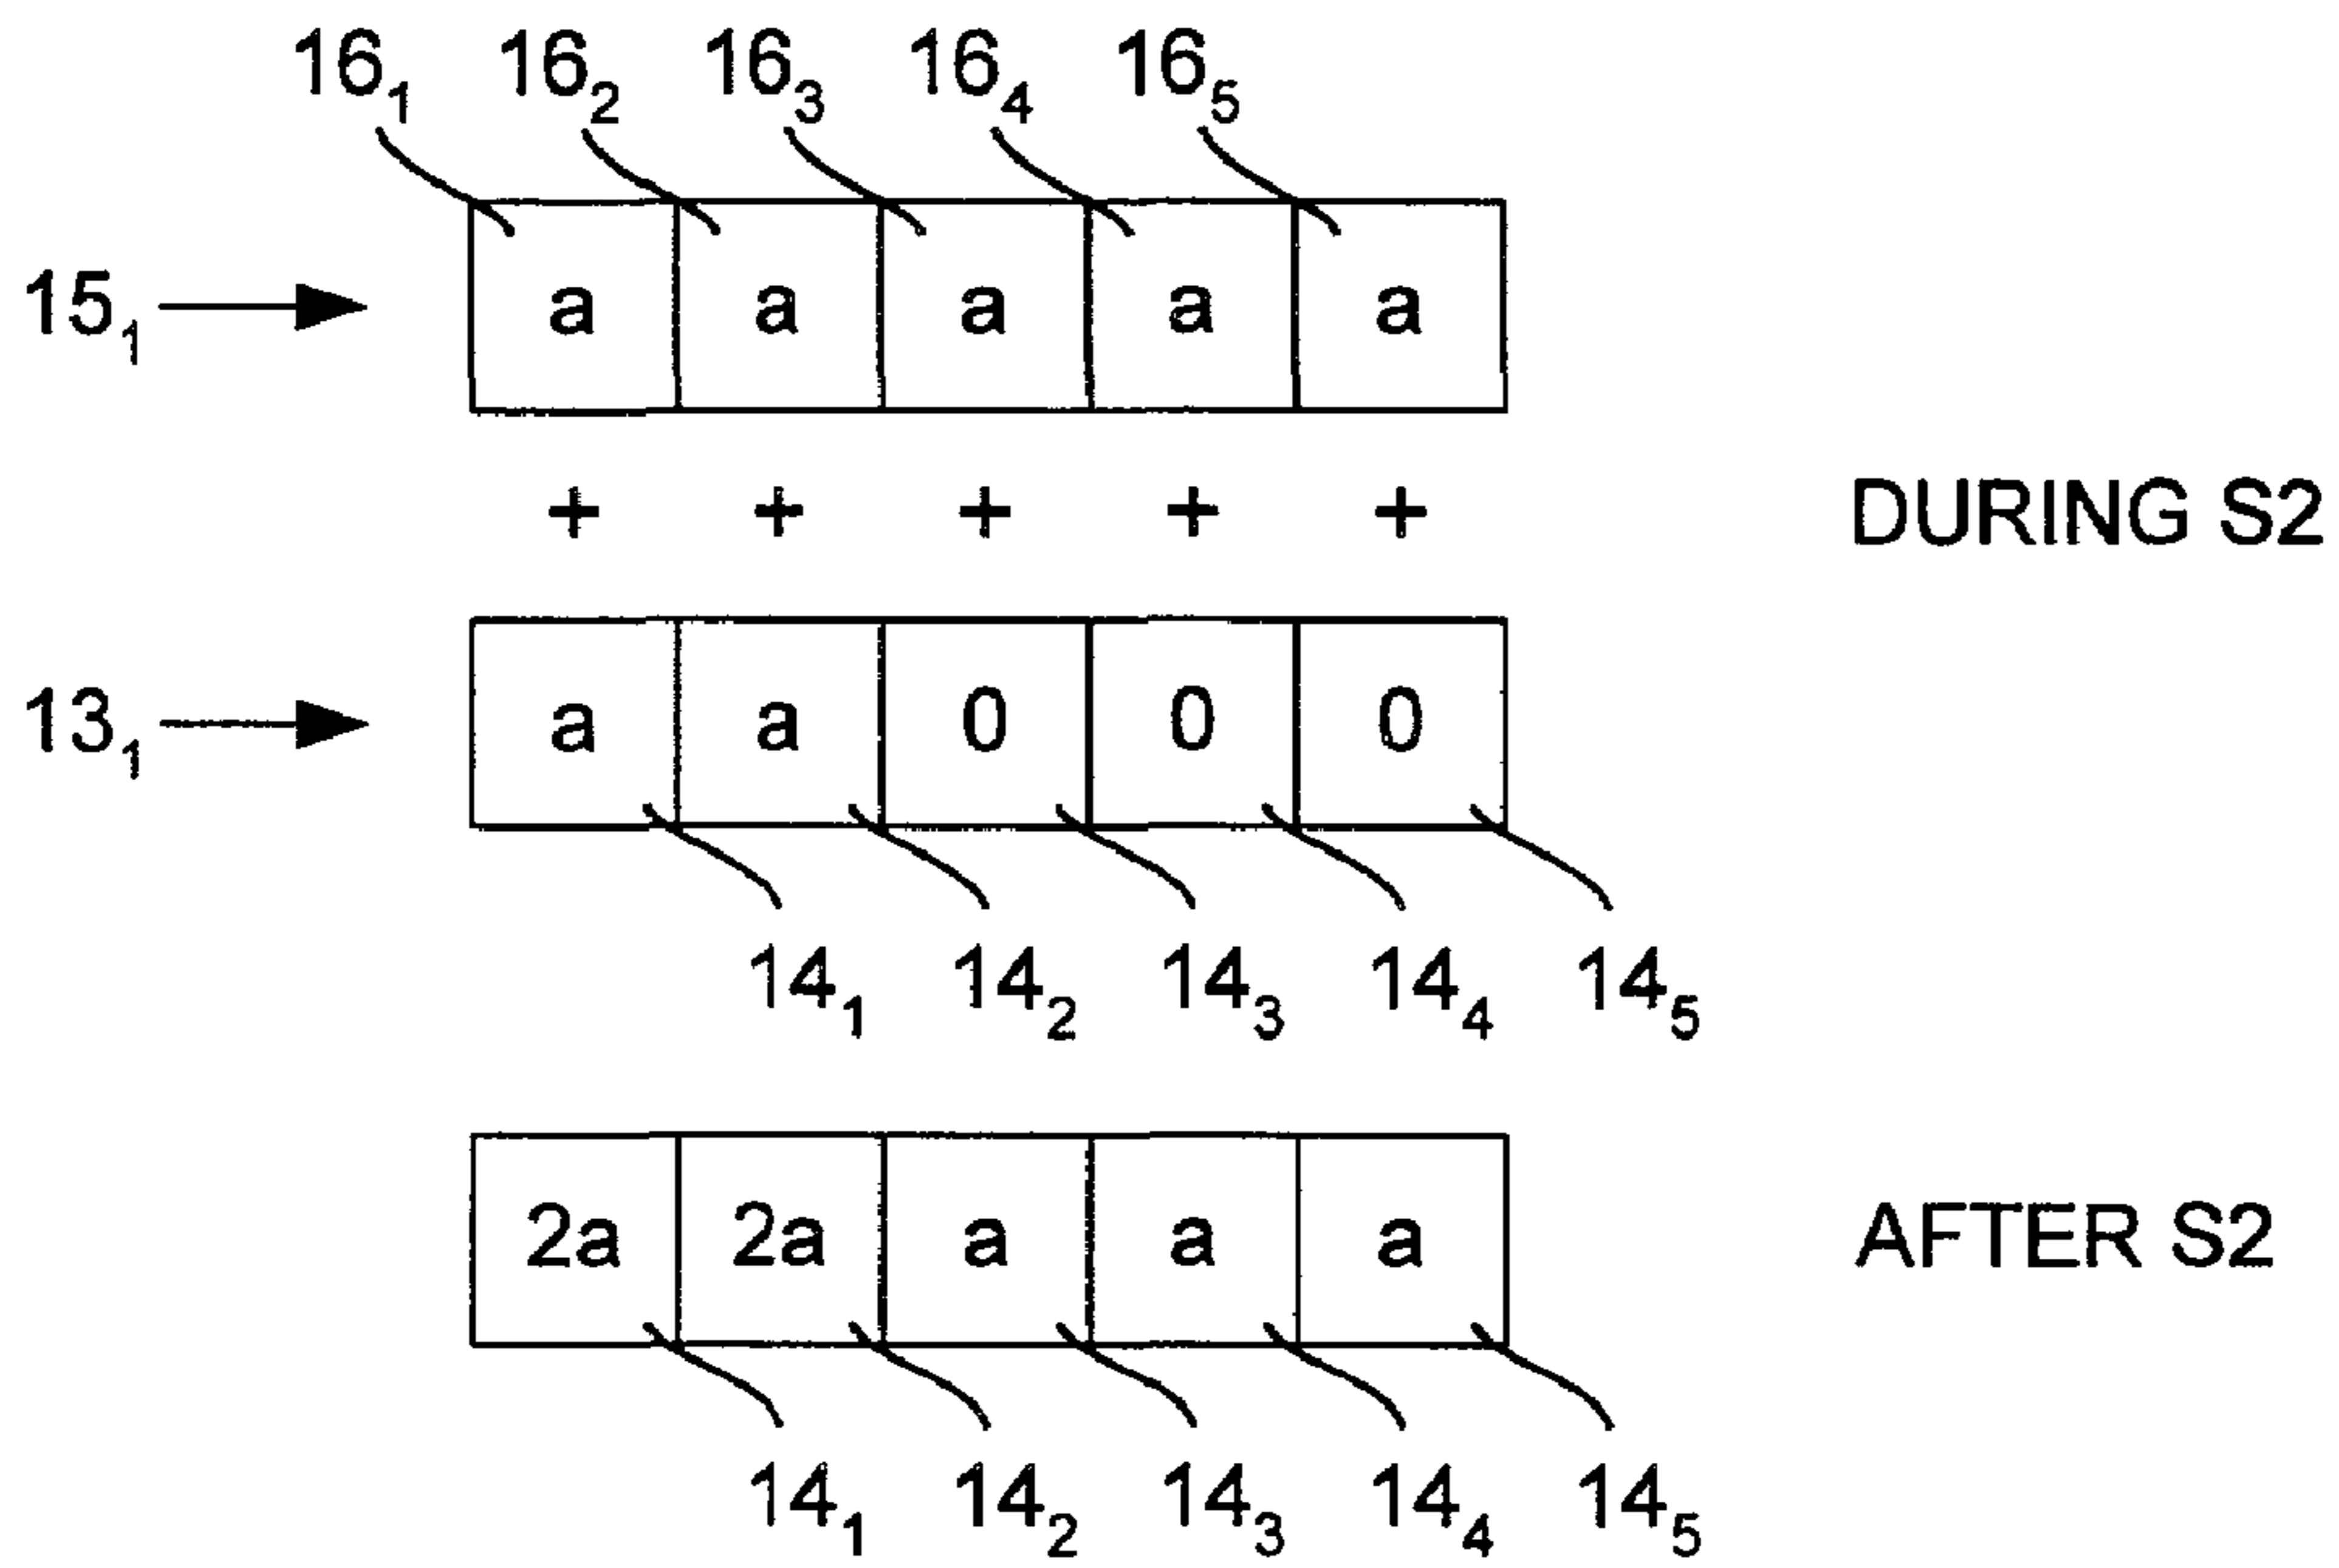 16₁ 16₂ 16₃ 16₄ 16₅
15₁ a a a a a
+ + + + + DURING S2
13₁ a a 0 0 0
14₁ 14₂ 14₃ 14₄ 14₅
2a 2a a a a AFTER S2
14₁ 14₂ 14₃ 14₄ 14₅